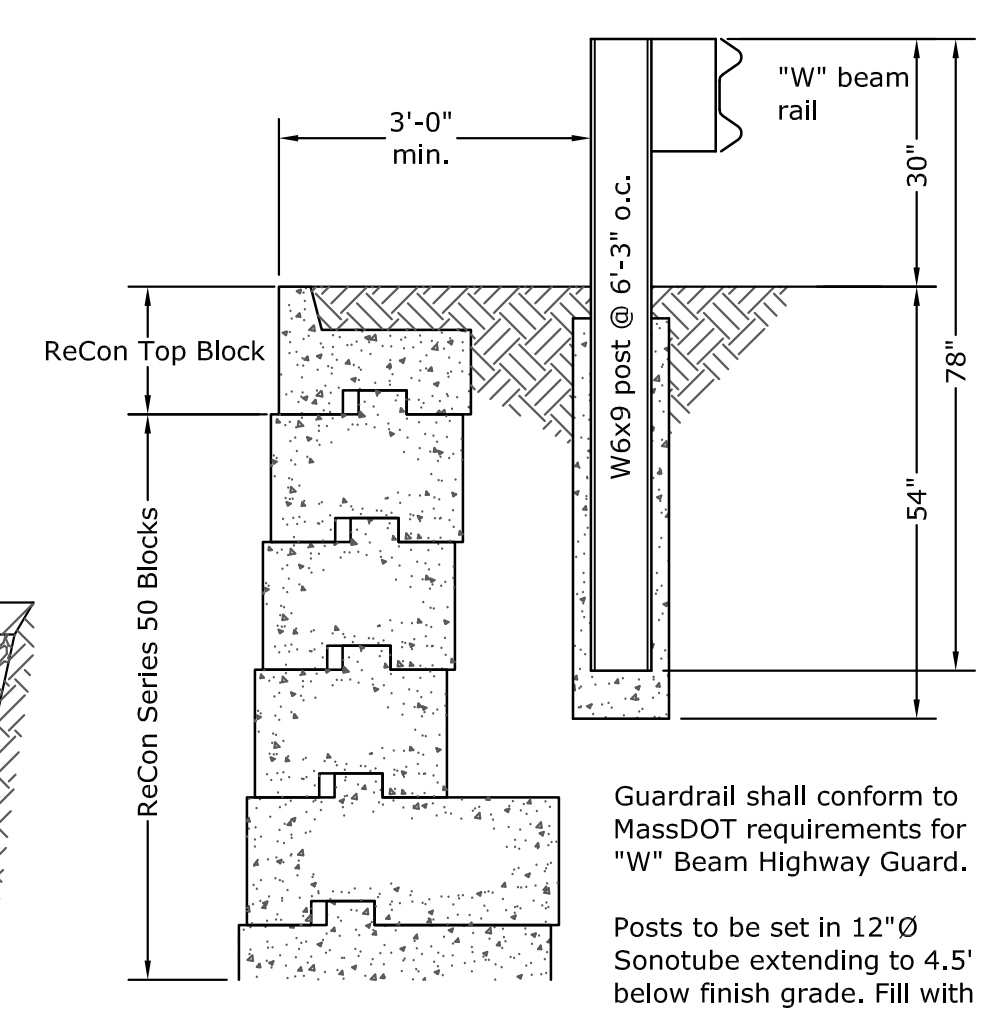 "W" beam
rail
3'-0"
min.
30"
W6x9 post @ 6'-3" o.c.
ReCon Top Block
78"
54"
ReCon Series 50 Blocks
Guardrail shall conform to
MassDOT requirements for
"W" Beam Highway Guard.
Posts to be set in 12"Ø
Sonotube extending to 4.5'
below finish grade. Fill with